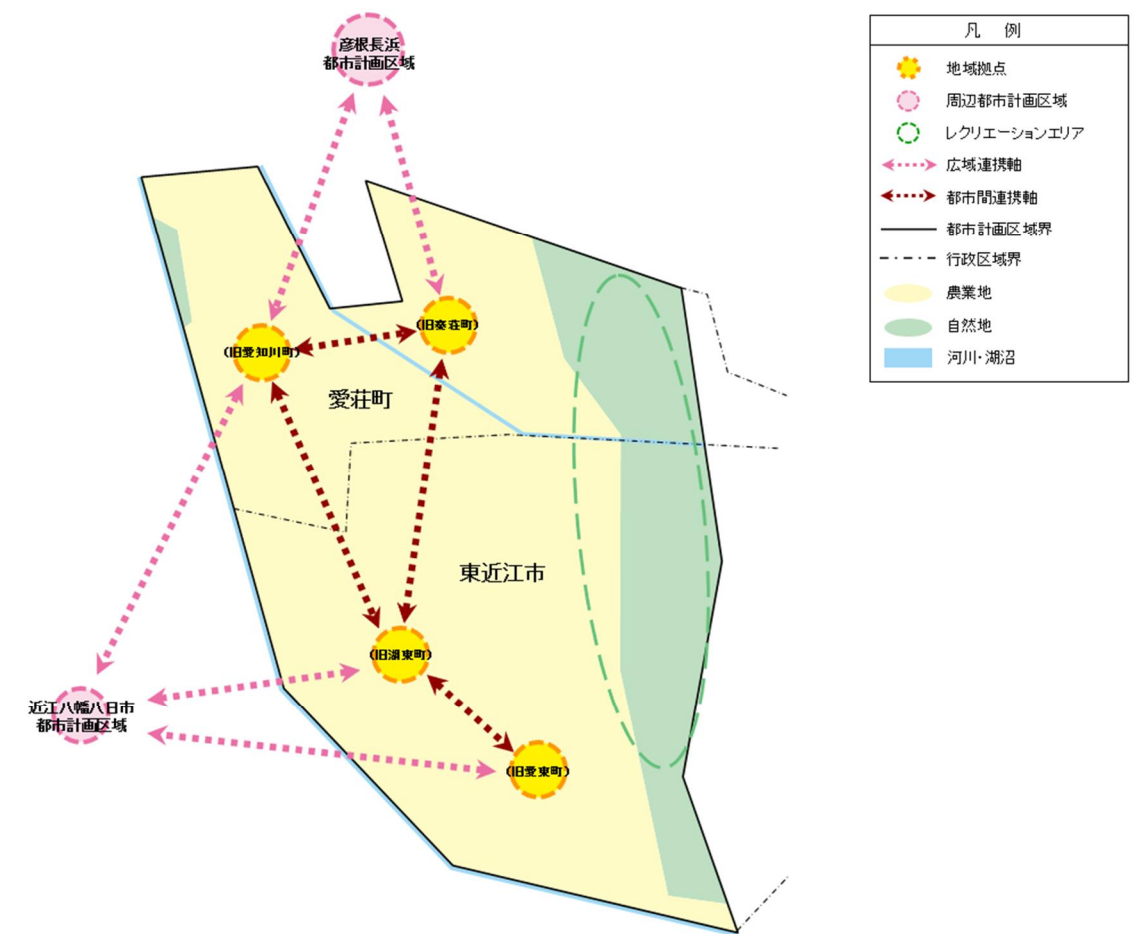 彦根長浜
都市計画区域
(旧秦荘町)
(旧愛知川町)
愛荘町
東近江市
(旧湖東町)
近江八幡八日市
都市計画区域
(旧愛東町)
凡 例
地域拠点
周辺都市計画区域
レクリエーションエリア
広域連携軸
都市間連携軸
都市計画区域界
行政区域界
農業地
自然地
河川・湖沼